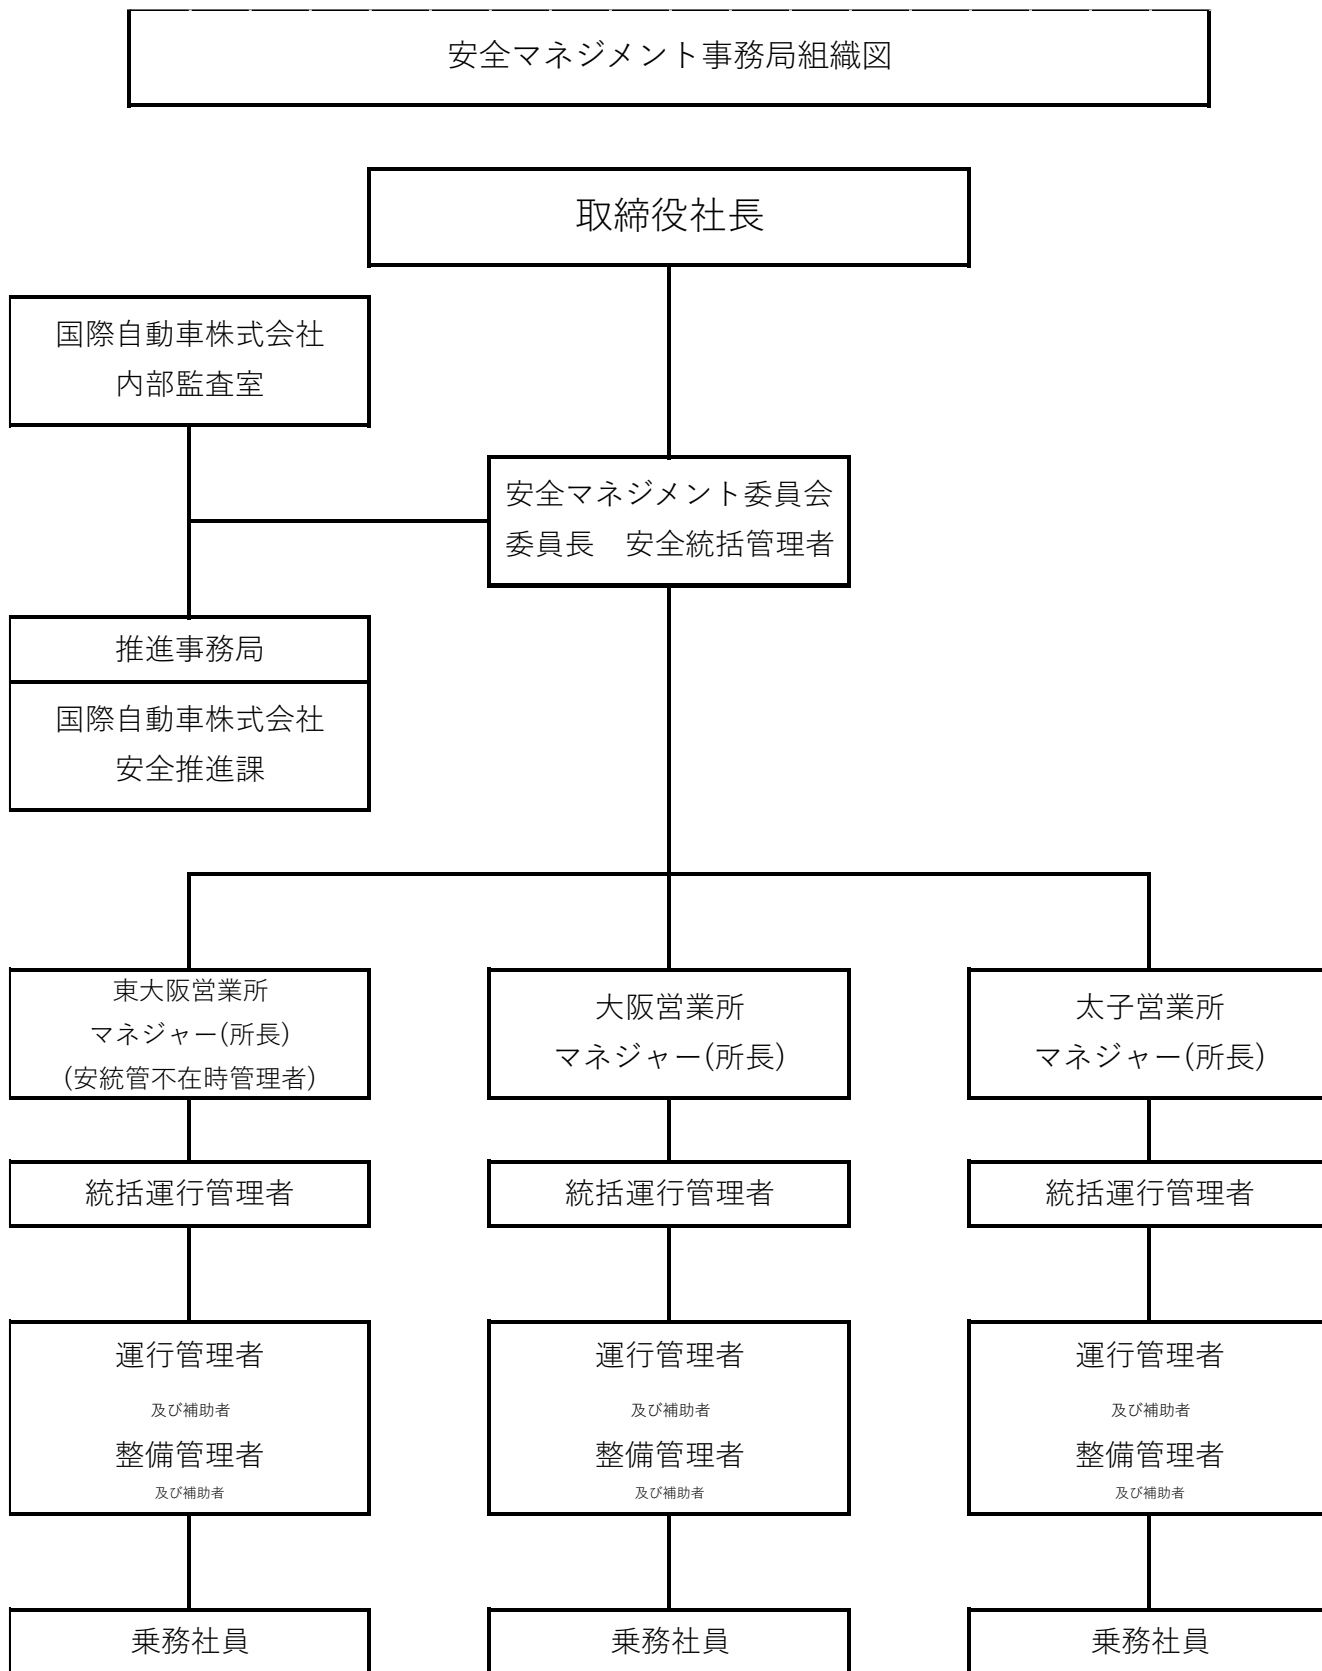 安全マネジメント事務局組織図
取締役社長
国際自動車株式会社
内部監査室
安全マネジメント委員会
委員長　安全統括管理者
推進事務局
国際自動車株式会社
安全推進課
東大阪営業所
マネジャー(所長)
(安統管不在時管理者)
大阪営業所
マネジャー(所長)
太子営業所
マネジャー(所長)
統括運行管理者
統括運行管理者
統括運行管理者
運行管理者
及び補助者
整備管理者
及び補助者
運行管理者
及び補助者
整備管理者
及び補助者
運行管理者
及び補助者
整備管理者
及び補助者
乗務社員
乗務社員
乗務社員